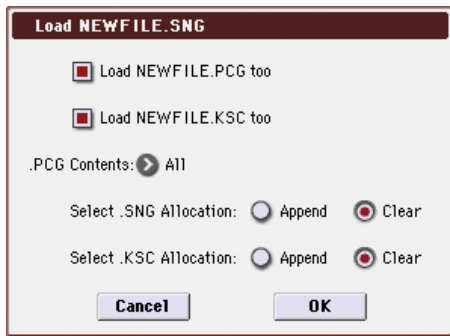 Load NEWFILE.SNG
Load NEWFILE.PCG too
Load NEWFILE.KSC too
.PCG Contents: All
Select .SNG Allocation: Append Clear
Select .KSC Allocation: Append Clear
Cancel OK